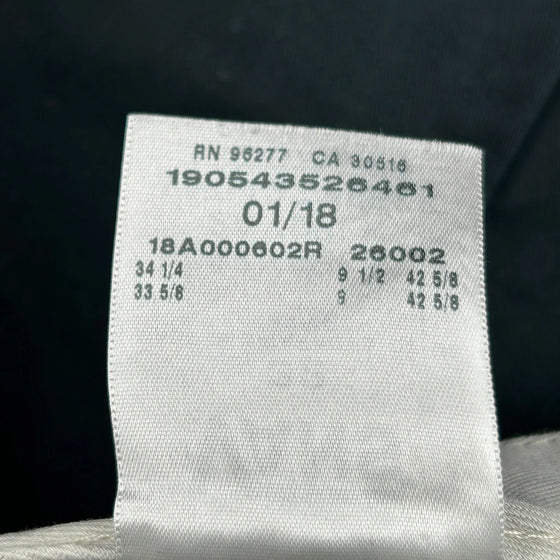 RN 96277 CA 30516
190543526461
01/18
18A000602R 26002
34 1/4 9 1/2 42 5/8
33 5/8 9 42 5/8